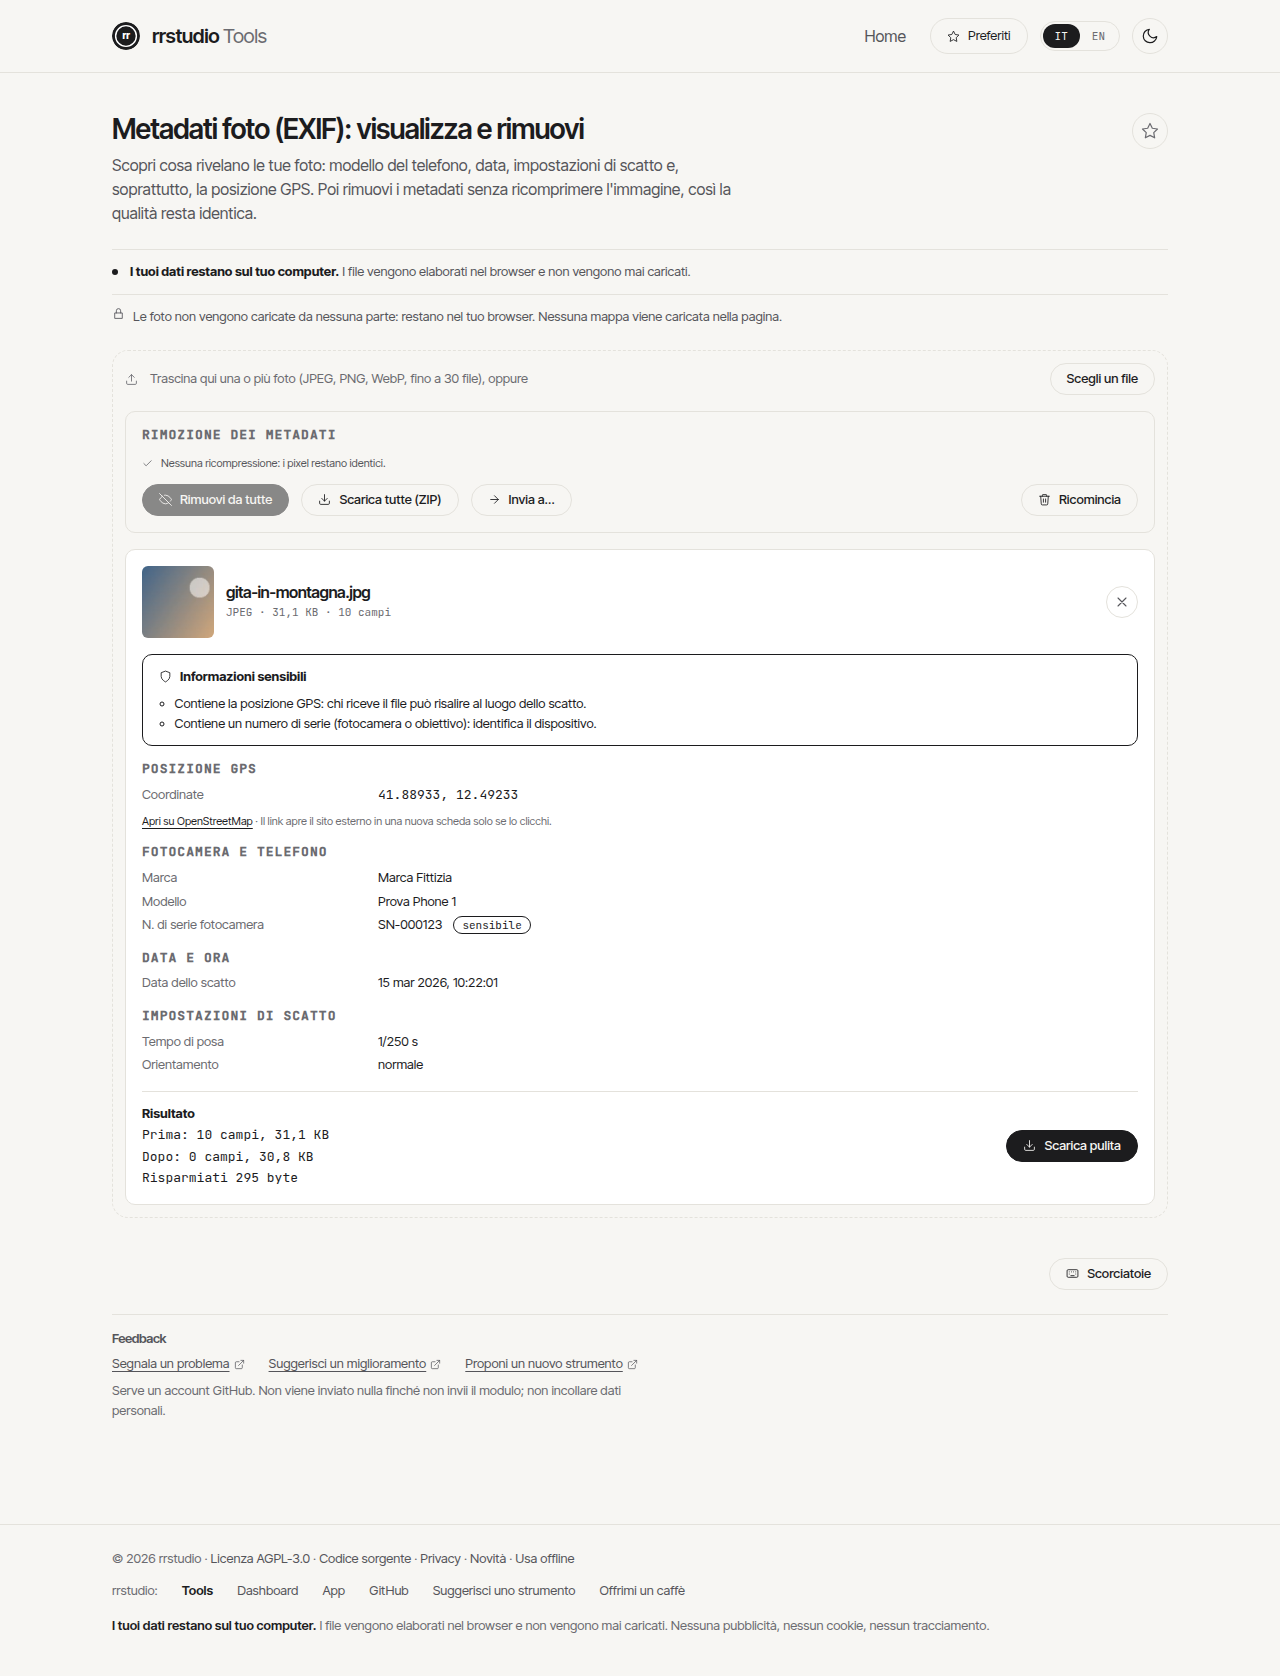 rr rrstudio Tools
Home
Preferiti
IT EN
Metadati foto (EXIF): visualizza e rimuovi
Scopri cosa rivelano le tue foto: modello del telefono, data, impostazioni di scatto e,
soprattutto, la posizione GPS. Poi rimuovi i metadati senza ricomprimere l'immagine, così la
qualità resta identica.
I tuoi dati restano sul tuo computer. I file vengono elaborati nel browser e non vengono mai caricati.
Le foto non vengono caricate da nessuna parte: restano nel tuo browser. Nessuna mappa viene caricata nella pagina.
Trascina qui una o più foto (JPEG, PNG, WebP, fino a 30 file), oppure
Scegli un file
RIMOZIONE DEI METADATI
Nessuna ricompressione: i pixel restano identici.
Rimuovi da tutte
Scarica tutte (ZIP)
Invia a...
Ricomincia
gita-in-montagna.jpg
JPEG · 31,1 KB · 10 campi
Informazioni sensibili
Contiene la posizione GPS: chi riceve il file può risalire al luogo dello scatto.
Contiene un numero di serie (fotocamera o obiettivo): identifica il dispositivo.
POSIZIONE GPS
Coordinate 41.88933, 12.49233
Apri su OpenStreetMap · Il link apre il sito esterno in una nuova scheda solo se lo clicchi.
FOTOCAMERA E TELEFONO
Marca Marca Fittizia
Modello Prova Phone 1
N. di serie fotocamera SN-000123 sensibile
DATA E ORA
Data dello scatto 15 mar 2026, 10:22:01
IMPOSTAZIONI DI SCATTO
Tempo di posa 1/250 s
Orientamento normale
Risultato
Prima: 10 campi, 31,1 KB
Dopo: 0 campi, 30,8 KB
Risparmiati 295 byte
Scarica pulita
Scorciatoie
Feedback
Segnala un problema
Suggerisci un miglioramento
Proponi un nuovo strumento
Serve un account GitHub. Non viene inviato nulla finché non invii il modulo; non incollare dati
personali.
© 2026 rrstudio · Licenza AGPL-3.0 · Codice sorgente · Privacy · Novità · Usa offline
rrstudio: Tools Dashboard App GitHub Suggerisci uno strumento Offrimi un caffè
I tuoi dati restano sul tuo computer. I file vengono elaborati nel browser e non vengono mai caricati. Nessuna pubblicità, nessun cookie, nessun tracciamento.